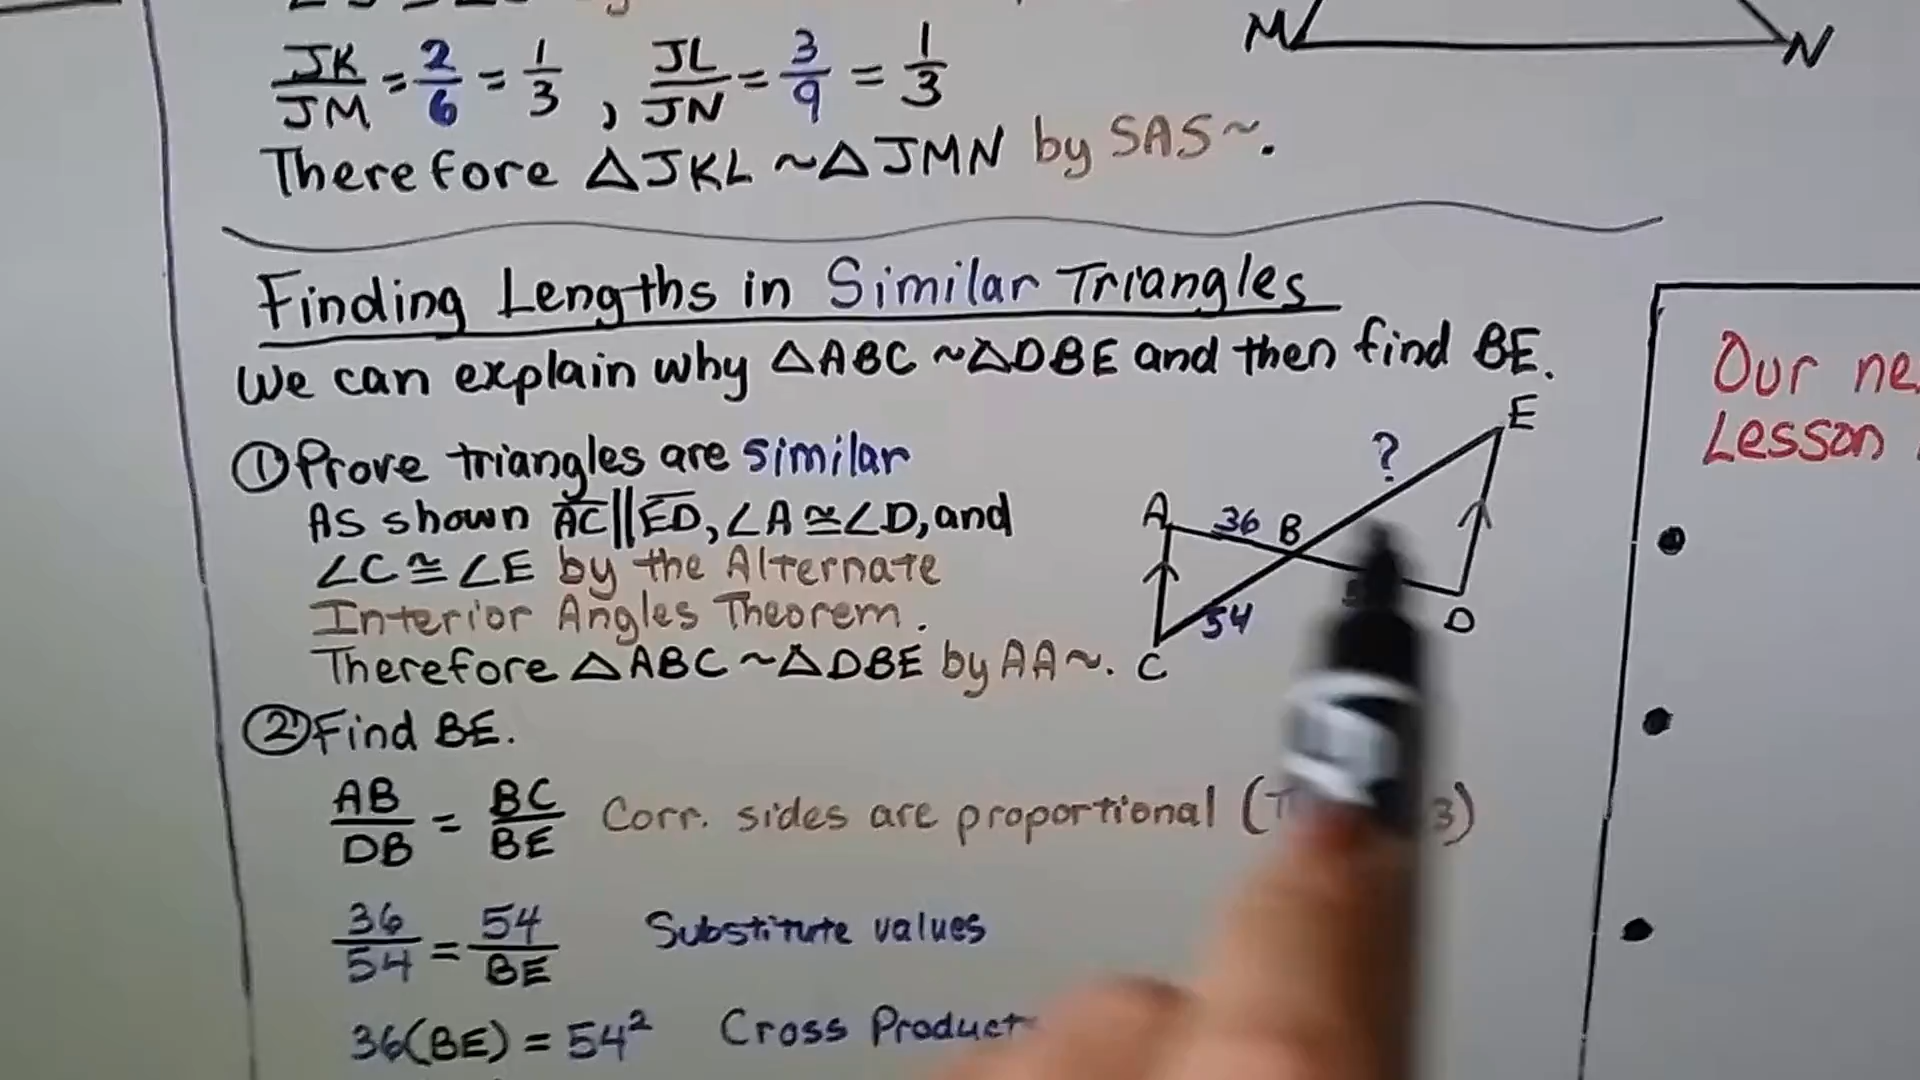 M N
JK/JM = 2/6 = 1/3 , JL/JN = 3/9 = 1/3
Therefore △JKL ~ △JMN by SAS~.
Finding Lengths in Similar Triangles
We can explain why △ABC ~ △DBE and then find BE.
① Prove triangles are similar
As shown A̅C̅ || E̅D̅, ∠A ≅ ∠D, and
∠C ≅ ∠E by the Alternate
Interior Angles Theorem.
Therefore △ABC ~ △DBE by AA~.
E
?
A 36 B
54 D
C
② Find BE.
AB/DB = BC/BE Corr. sides are proportional
36/54 = 54/BE Substitute values
36(BE) = 54² Cross Product
Our
Lesson